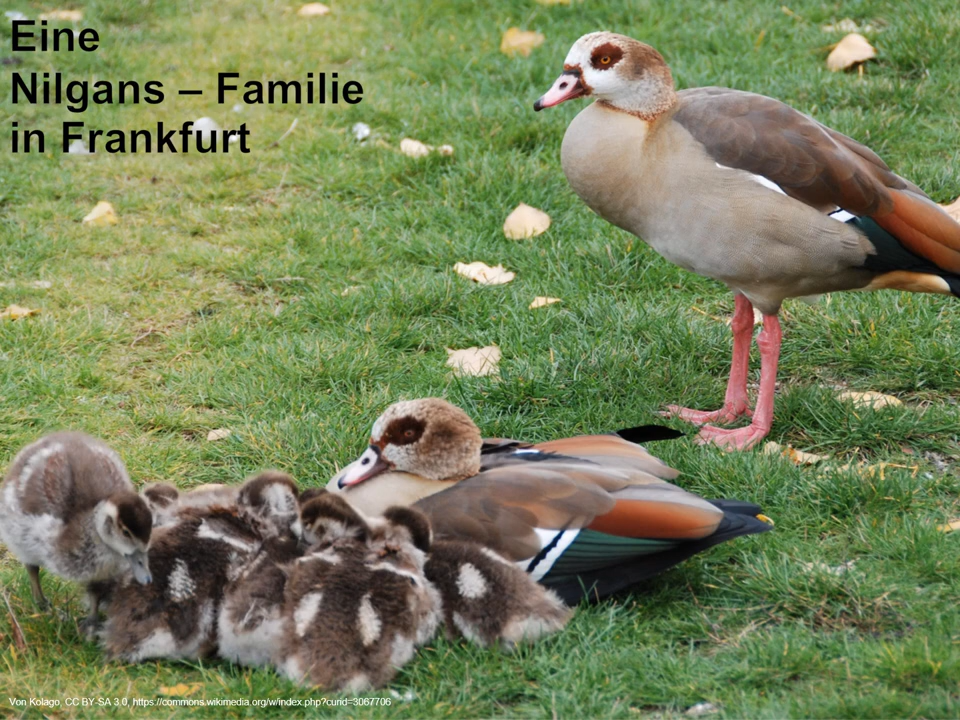 Eine
Nilgans – Familie
in Frankfurt
Von Kolago, CC BY-SA 3.0, https://commons.wikimedia.org/w/index.php?curid=3067706